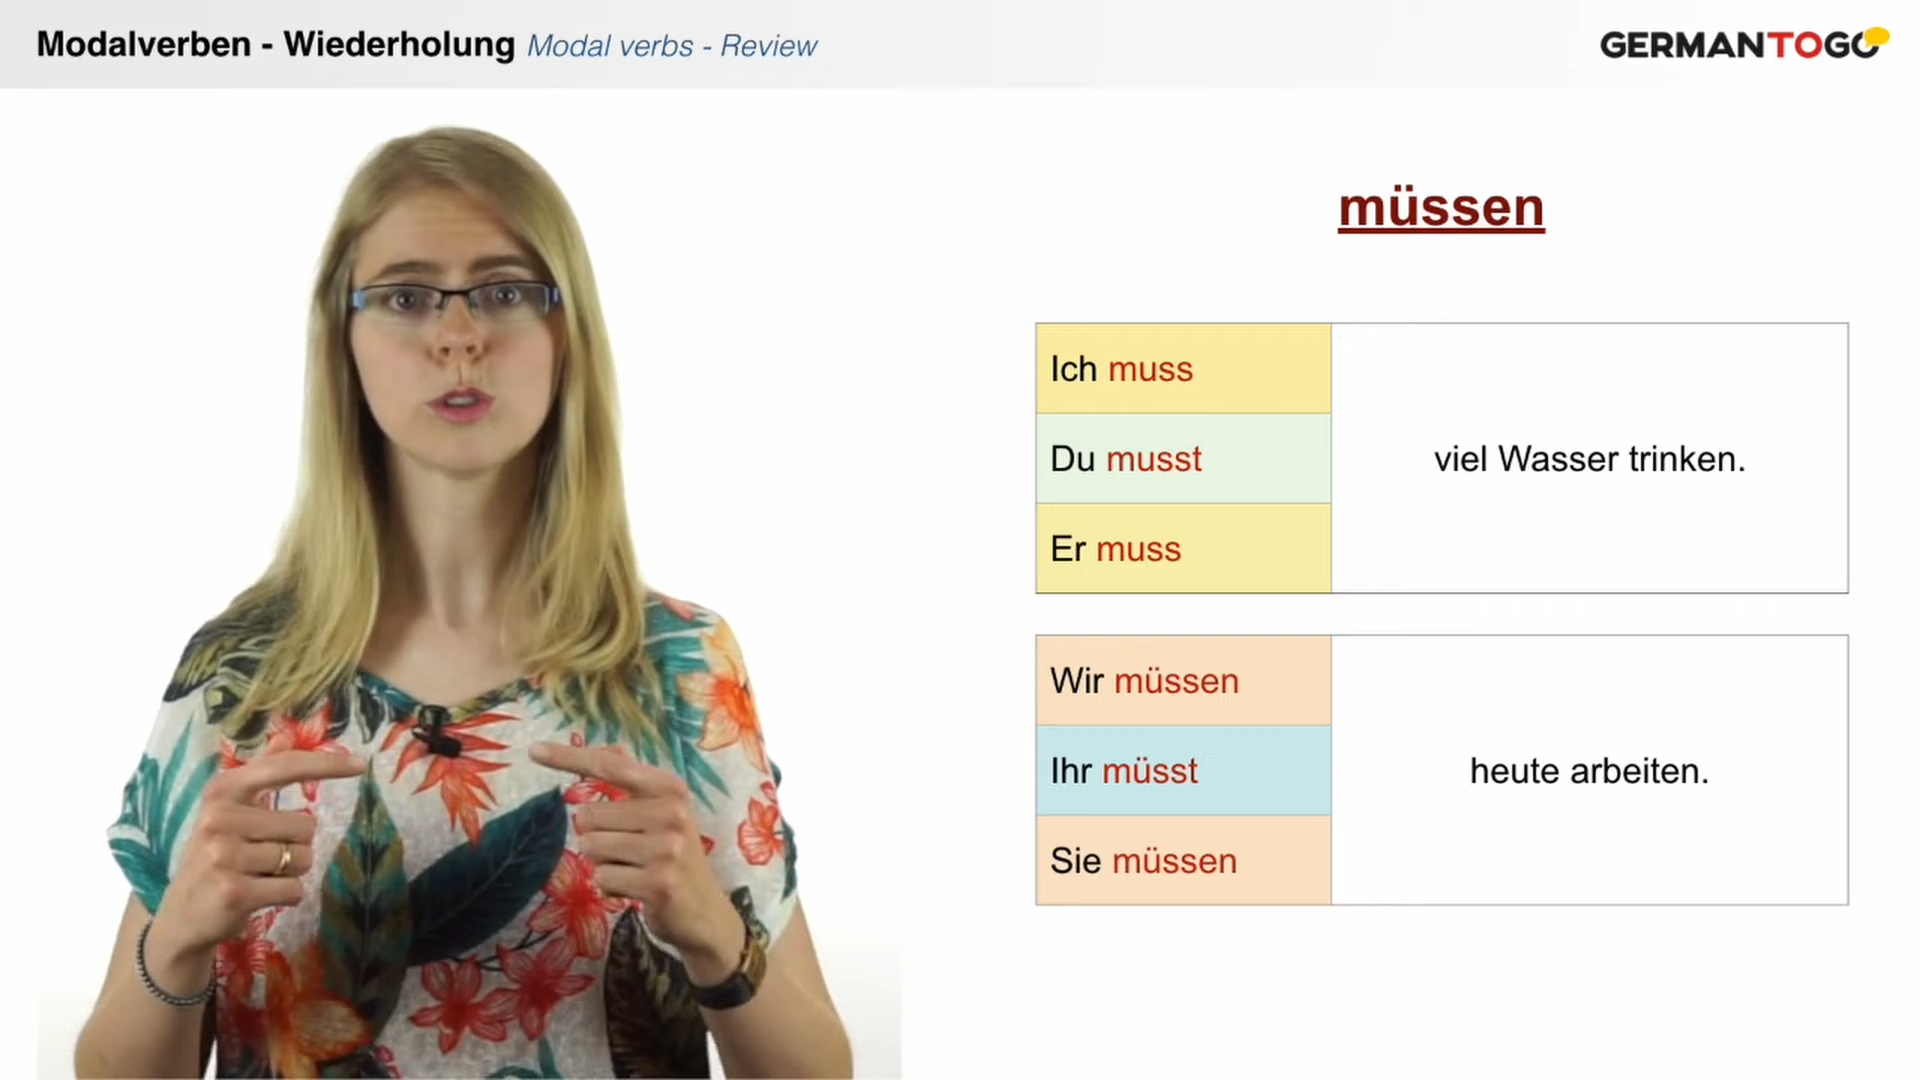 Modalverben - Wiederholung Modal verbs - Review
GERMANTOGO
müssen
Ich muss
Du musst
Er muss
viel Wasser trinken.
Wir müssen
Ihr müsst
Sie müssen
heute arbeiten.